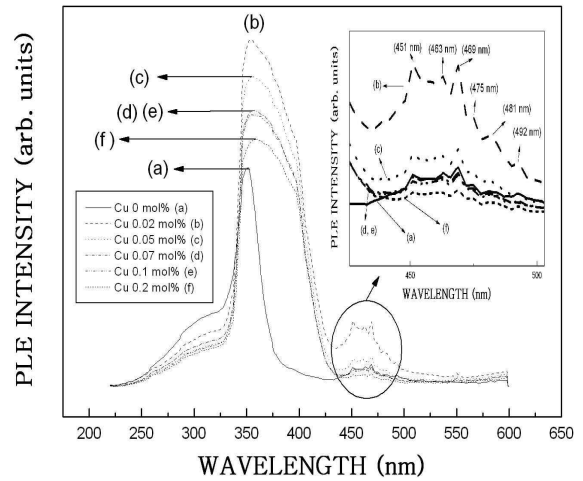 PLE INTENSITY (arb. units)
(b)
(c)
(d) (e)
(f)
(a)
Cu 0 mol% (a)
Cu 0.02 mol% (b)
Cu 0.05 mol% (c)
Cu 0.07 mol% (d)
Cu 0.1 mol% (e)
Cu 0.2 mol% (f)
200 250 300 350 400 450 500 550 600 650
WAVELENGTH (nm)
PLE INTENSITY (arb. units)
(451 nm)
(463 nm)
(469 nm)
(475 nm)
(481 nm)
(492 nm)
(b)
(c)
(d, e)
(a)
(f)
450 500
WAVELENGTH (nm)